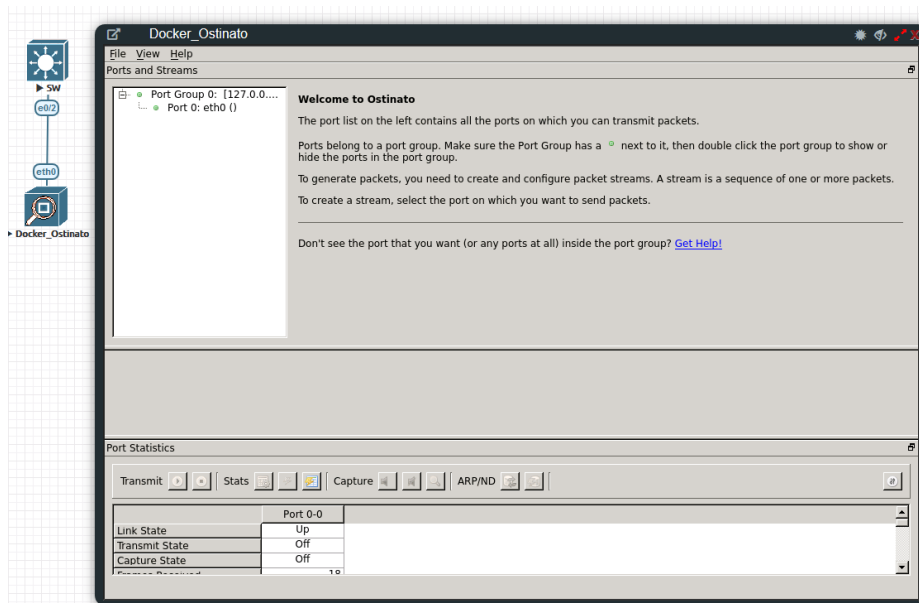 Docker_Ostinato
File View Help
Ports and Streams
SW
e0/2
eth0
Docker_Ostinato
Port Group 0: [127.0.0....
Port 0: eth0 ()
Welcome to Ostinato
The port list on the left contains all the ports on which you can transmit packets.
Ports belong to a port group. Make sure the Port Group has a next to it, then double click the port group to show or
hide the ports in the port group.
To generate packets, you need to create and configure packet streams. A stream is a sequence of one or more packets.
To create a stream, select the port on which you want to send packets.
Don't see the port that you want (or any ports at all) inside the port group? Get Help!
Port Statistics
Transmit Stats Capture ARP/ND
Port 0-0
Link State Up
Transmit State Off
Capture State Off
Frames Received 18